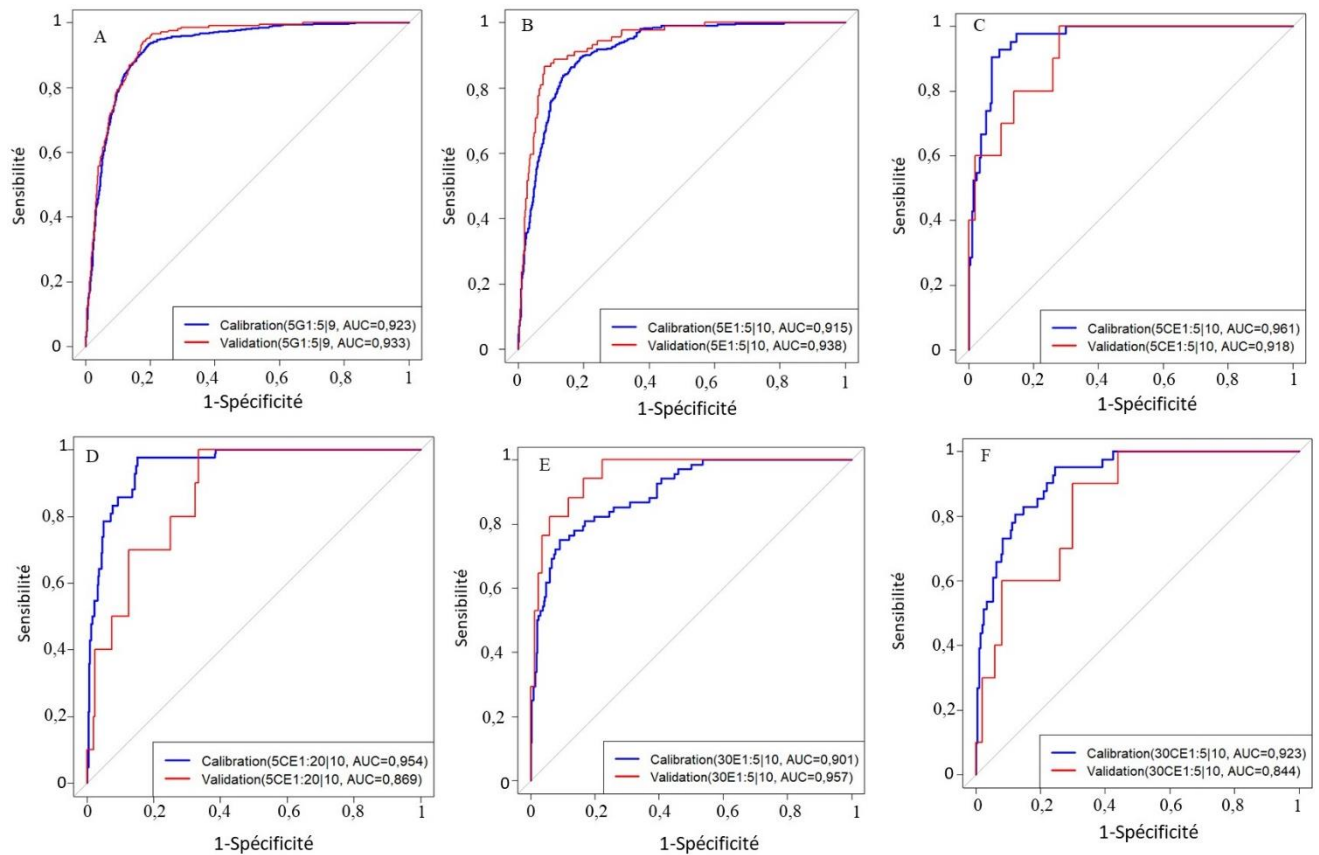 A
Sensibilité
1
0,8
0,6
0,4
0,2
0
Calibration(5G1:5|9, AUC=0,923)
Validation(5G1:5|9, AUC=0,933)
0
0,2
0,4
0,6
0,8
1
1-Spécificité
B
Sensibilité
1
0,8
0,6
0,4
0,2
0
Calibration(5E1:5|10, AUC=0,915)
Validation(5E1:5|10, AUC=0,938)
0
0,2
0,4
0,6
0,8
1
1-Spécificité
C
Sensibilité
1
0,8
0,6
0,4
0,2
0
Calibration(5CE1:5|10, AUC=0,961)
Validation(5CE1:5|10, AUC=0,918)
0
0,2
0,4
0,6
0,8
1
1-Spécificité
D
Sensibilité
1
0,8
0,6
0,4
0,2
0
Calibration(5CE1:20|10, AUC=0,954)
Validation(5CE1:20|10, AUC=0,869)
0
0,2
0,4
0,6
0,8
1
1-Spécificité
E
Sensibilité
1
0,8
0,6
0,4
0,2
0
Calibration(30E1:5|10, AUC=0,901)
Validation(30E1:5|10, AUC=0,957)
0
0,2
0,4
0,6
0,8
1
1-Spécificité
F
Sensibilité
1
0,8
0,6
0,4
0,2
0
Calibration(30CE1:5|10, AUC=0,923)
Validation(30CE1:5|10, AUC=0,844)
0
0,2
0,4
0,6
0,8
1
1-Spécificité